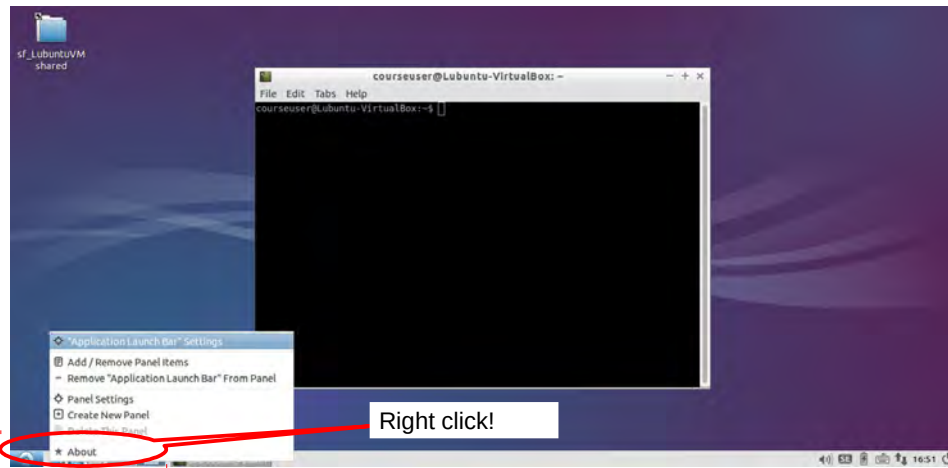 sf_LubuntuVM
shared
courseuser@Lubuntu-VirtualBox: ~
File Edit Tabs Help
courseuser@Lubuntu-VirtualBox:~$
"Application Launch Bar" Settings
Add / Remove Panel Items
Remove "Application Launch Bar" From Panel
Panel Settings
Create New Panel
Delete This Panel
About
Right click!
16:51